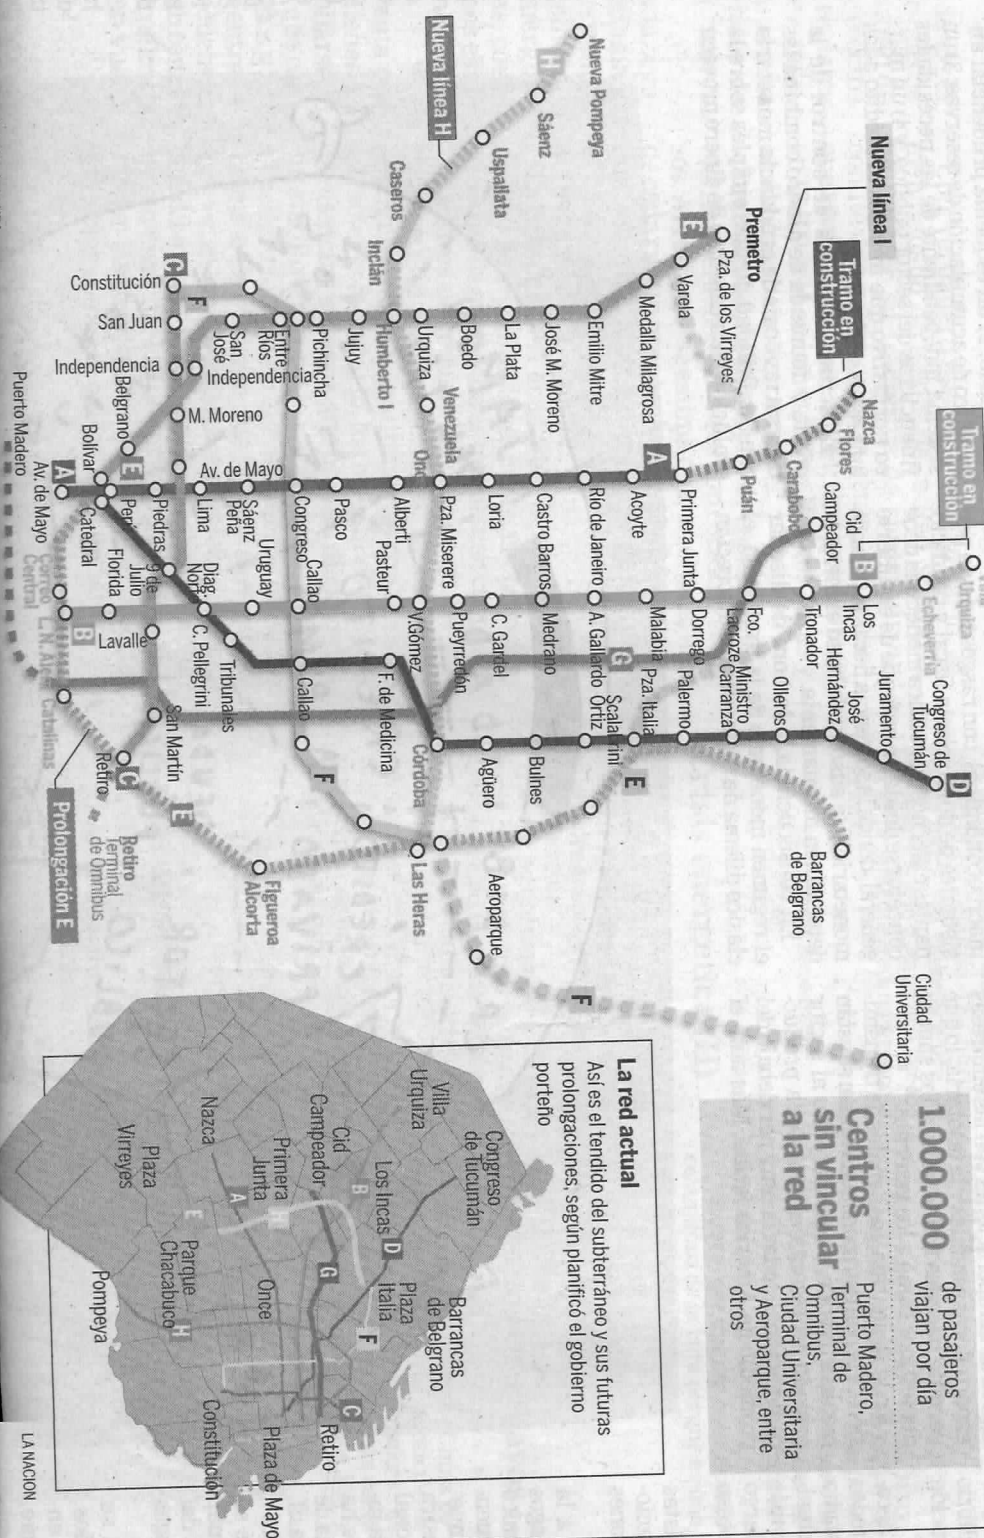 Nueva línea H
H
Nueva Pompeya
Sáenz
Uspallata
Caseros
Inclán
Nueva línea I
Tramo en
construcción
Premetro
E
Pza. de los Virreyes
Varela
Medalla Milagrosa
Emilio Mitre
José M. Moreno
La Plata
Boedo
Urquiza
Humberto I
Jujuy
Pichincha
Entre
Ríos
San
José
Independencia
Belgrano
Bolívar
E
C
F
Constitución
San Juan
Independencia
M. Moreno
Av. de Mayo
Venezuela
I
Nazca
Flores
Carabobo
Puán
A
Primera Junta
Acoyte
Río de Janeiro
Castro Barros
Loria
Pza. Miserere
Alberti
Pasco
Congreso
Sáenz
Peña
Lima
Piedras
A
Puerto Madero
Av. de Mayo
Catedral
Florida
9 de
Julio
Diag.
Lavalle
C. Pellegrini
Uruguay
Callao
Pasteur
Pueyrredón
C. Gardel
Medrano
A. Gallardo
Malabia
Dorrego
Fco.
Lacroze
Tronador
Los
Incas
B
Echeverría
Urquiza
Tramo en
construcción
Cid
Campeador
G
V.Gómez
Tribunales
Callao
F. de Medicina
Córdoba
Agüero
Bulnes
Scalabrini
Ortiz
Pza. Italia
Palermo
Ministro
Carranza
Olleros
José
Hernández
Juramento
Congreso de
Tucumán
D
Correo
Central
L.N. Alem
Catalinas
B
San Martín
Retiro
C
E
Retiro
Terminal
de Omnibus
Prolongación E
Figueroa
Alcorta
F
Las Heras
E
Barrancas
de Belgrano
Aeroparque
F
Ciudad
Universitaria
1.000.000
de pasajeros
viajan por día
Centros
sin vincular
a la red
Puerto Madero,
Terminal de
Omnibus,
Ciudad Universitaria
y Aeroparque, entre
otros
La red actual
Así es el tendido del subterráneo y sus futuras
prolongaciones, según planificó el gobierno
porteño
Villa
Urquiza
Congreso
de Tucumán
Cid
Campeador
Los Incas
B
D
Nazca
Primera
Junta
A
Plaza
Virreyes
E
G
Plaza
Italia
Barrancas
de Belgrano
F
Parque
Chacabuco
H
Once
Pompeya
C
Retiro
Plaza de Mayo
Constitución
LA NACION